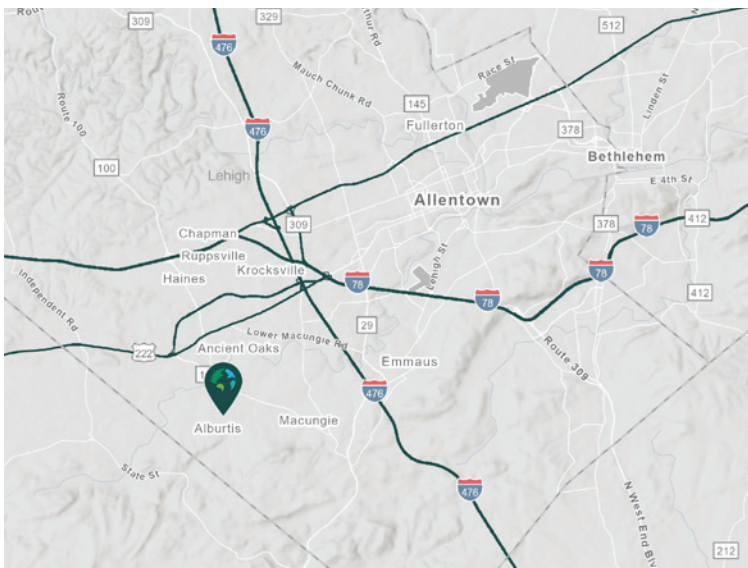 309
329
512
476
Arthur Rd
Race St
Linden St
Mauch Chunk Rd
Route 100
145
476
Fullerton
378
100
Bethlehem
Lehigh
E 4th St
Allentown
309
378
412
Chapman
78
Ruppsville
Krocksville
Lehigh St
Haines
78
78
78
412
Independent Rd
29
Lower Macungie Rd
222
Ancient Oaks
Emmaus
Route 309
476
Macungie
Alburtis
State St
476
N West End Blv
212